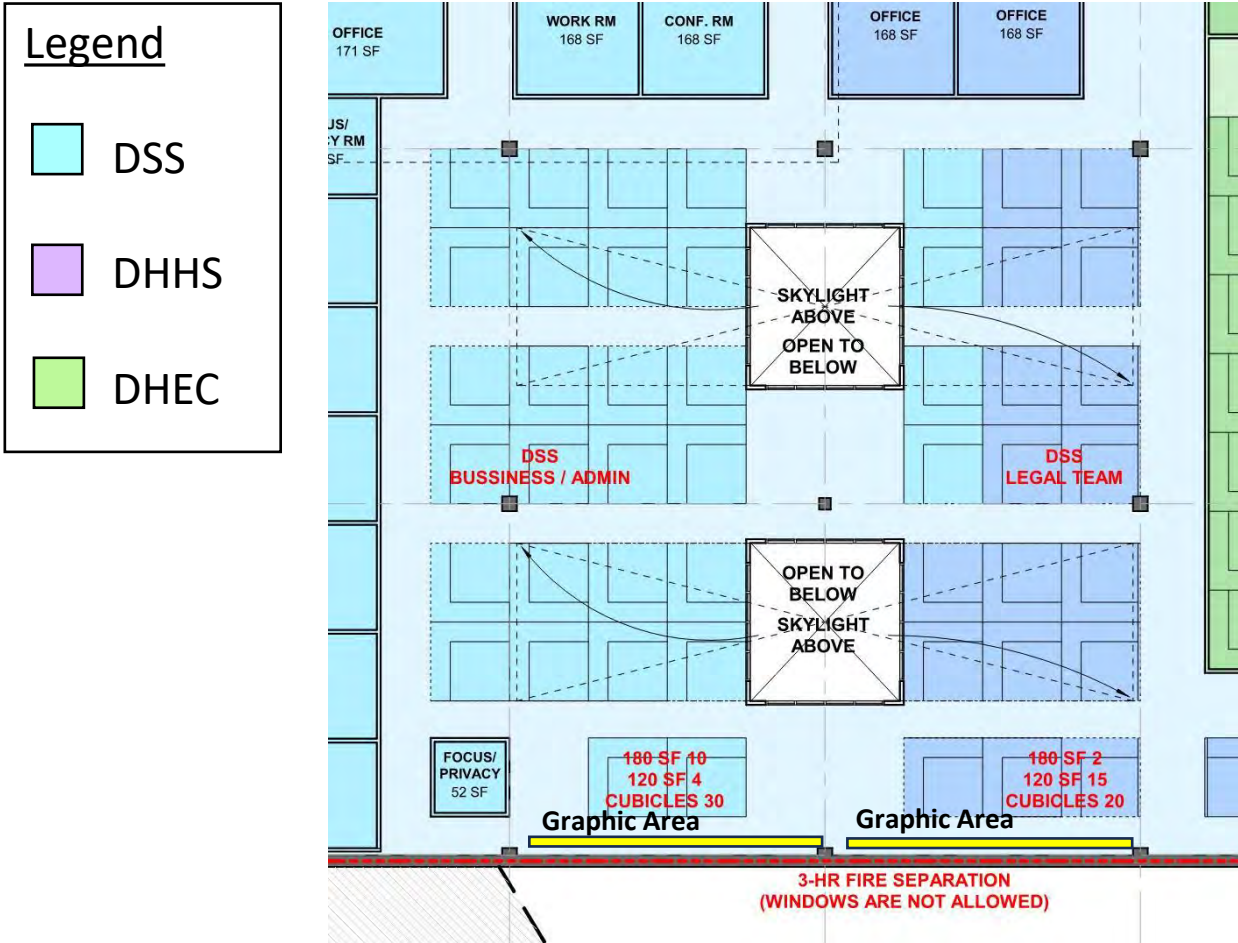 Legend
DSS
DHHS
DHEC
OFFICE
171 SF
WORK RM
168 SF
CONF. RM
168 SF
OFFICE
168 SF
OFFICE
168 SF
US/
Y RM
SF
SKYLIGHT
ABOVE
OPEN TO
BELOW
DSS
BUSSINESS / ADMIN
DSS
LEGAL TEAM
OPEN TO
BELOW
SKYLIGHT
ABOVE
FOCUS/
PRIVACY
52 SF
180 SF 10
120 SF 4
CUBICLES 30
180 SF 2
120 SF 15
CUBICLES 20
Graphic Area
Graphic Area
3-HR FIRE SEPARATION
(WINDOWS ARE NOT ALLOWED)